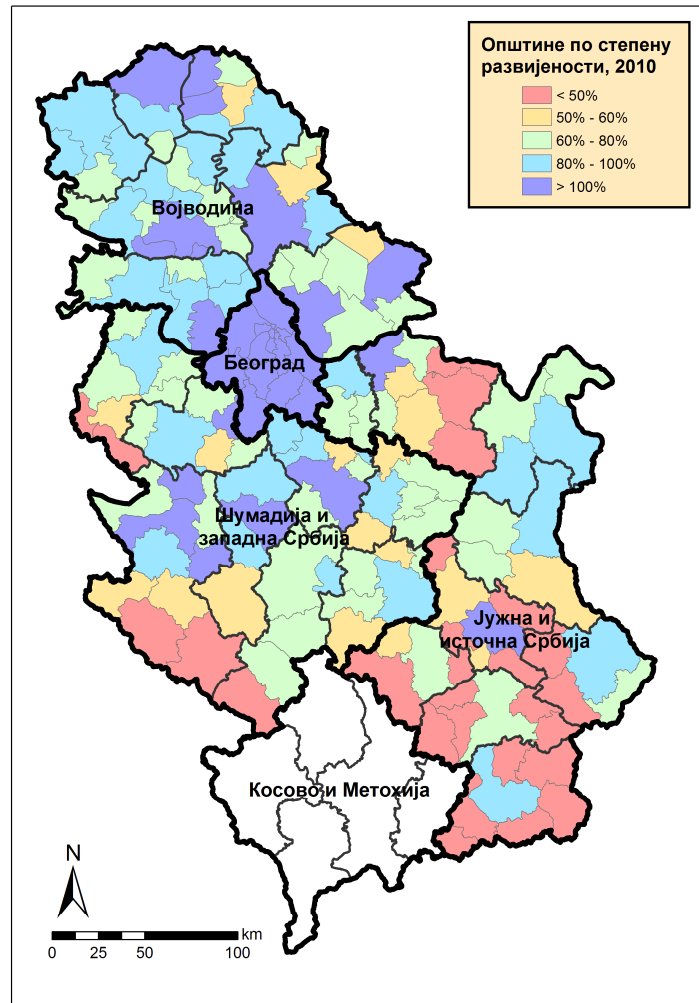 Општине по степену
развијености, 2010
< 50%
50% - 60%
60% - 80%
80% - 100%
> 100%
Војводина
Београд
Шумадија и
западна Србија
Јужна и
источна Србија
Косово и Метохија
N
km
0 25 50 100